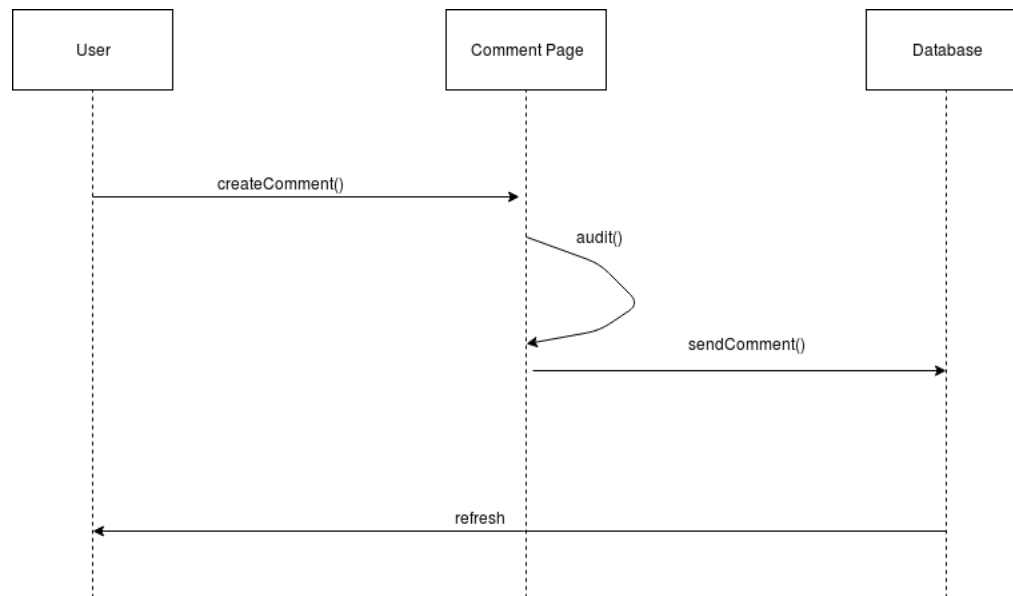 User
Comment Page
Database
createComment()
audit()
sendComment()
refresh